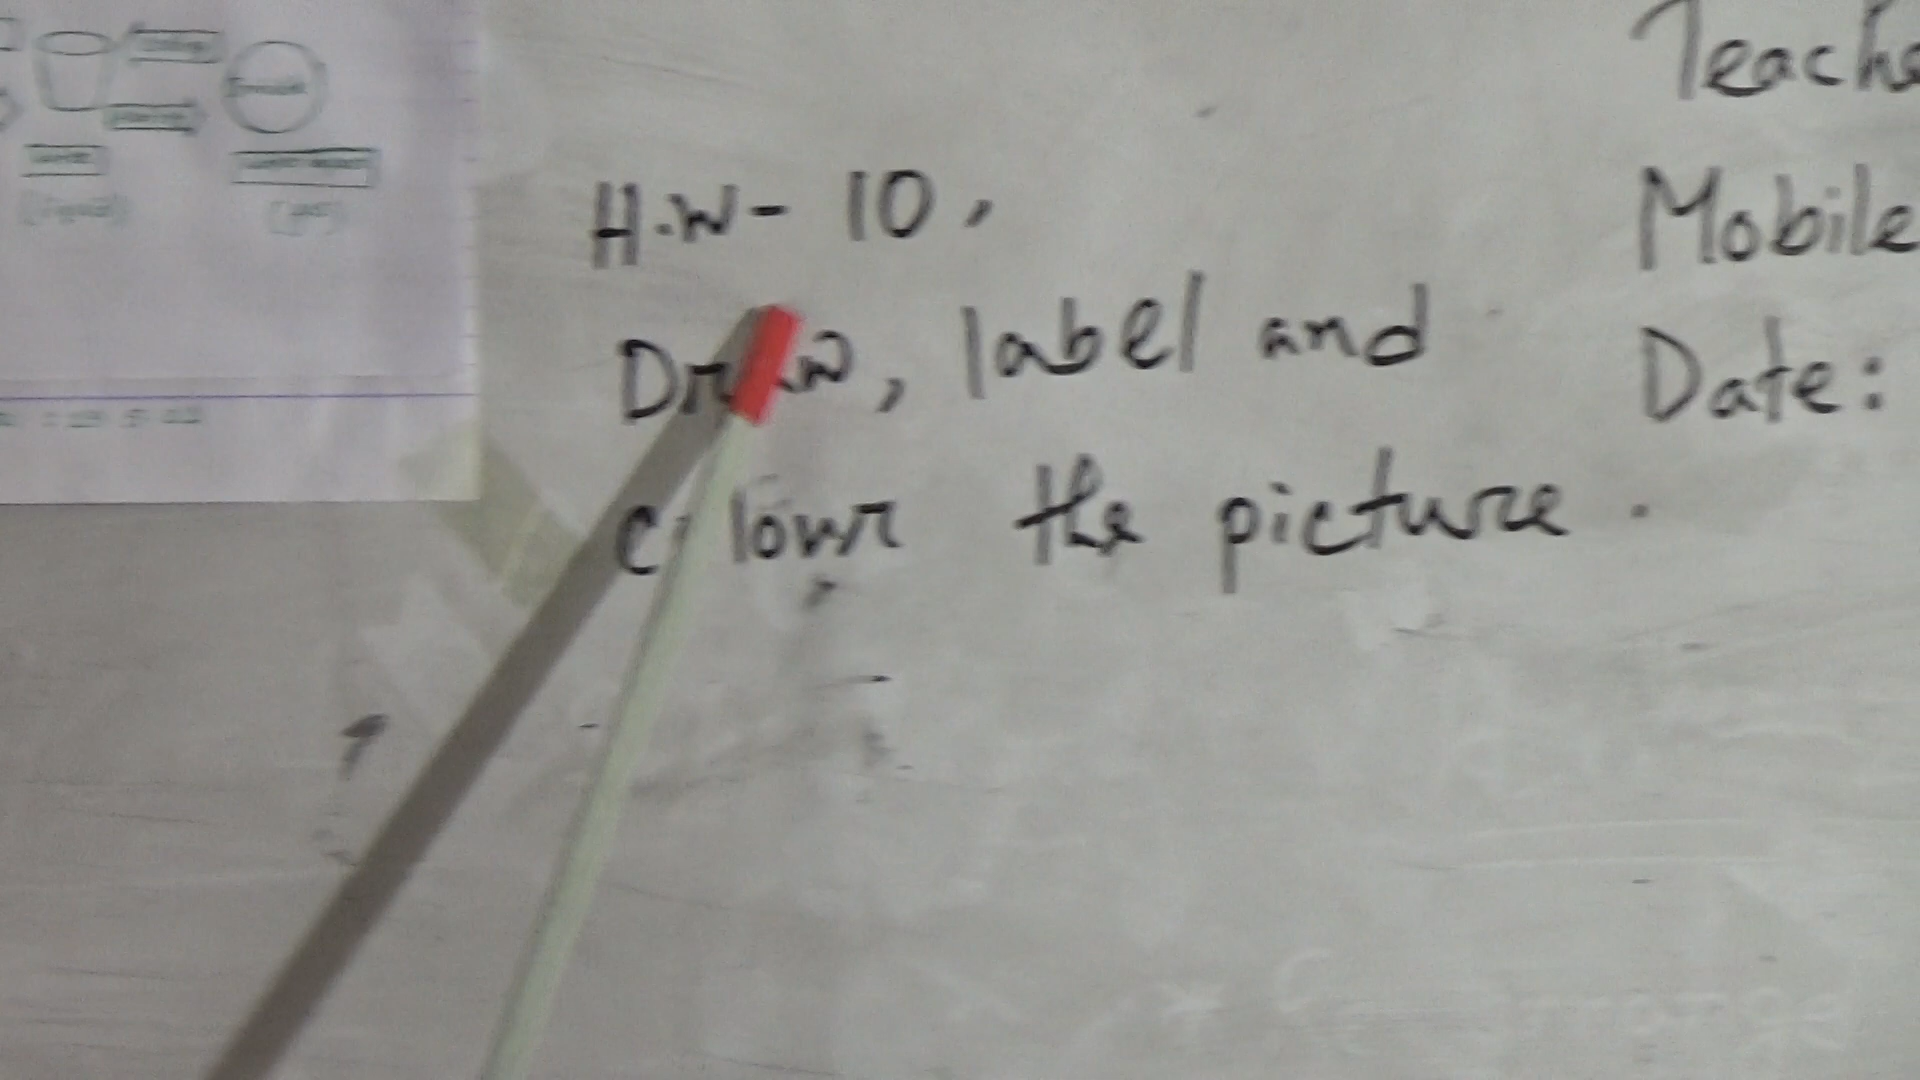 H.W- 10,
Draw, label and
colour the picture.
Teache
Mobile
Date: